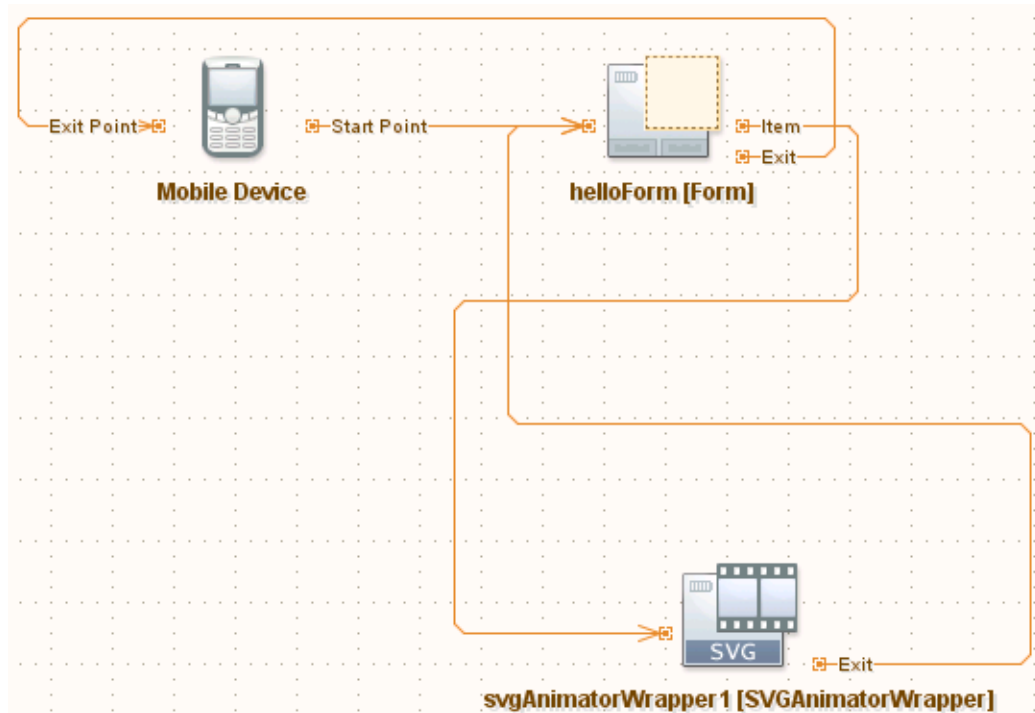 Exit Point
Start Point
Item
Exit
Mobile Device
helloForm [Form]
SVG
Exit
svgAnimatorWrapper1 [SVGAnimatorWrapper]